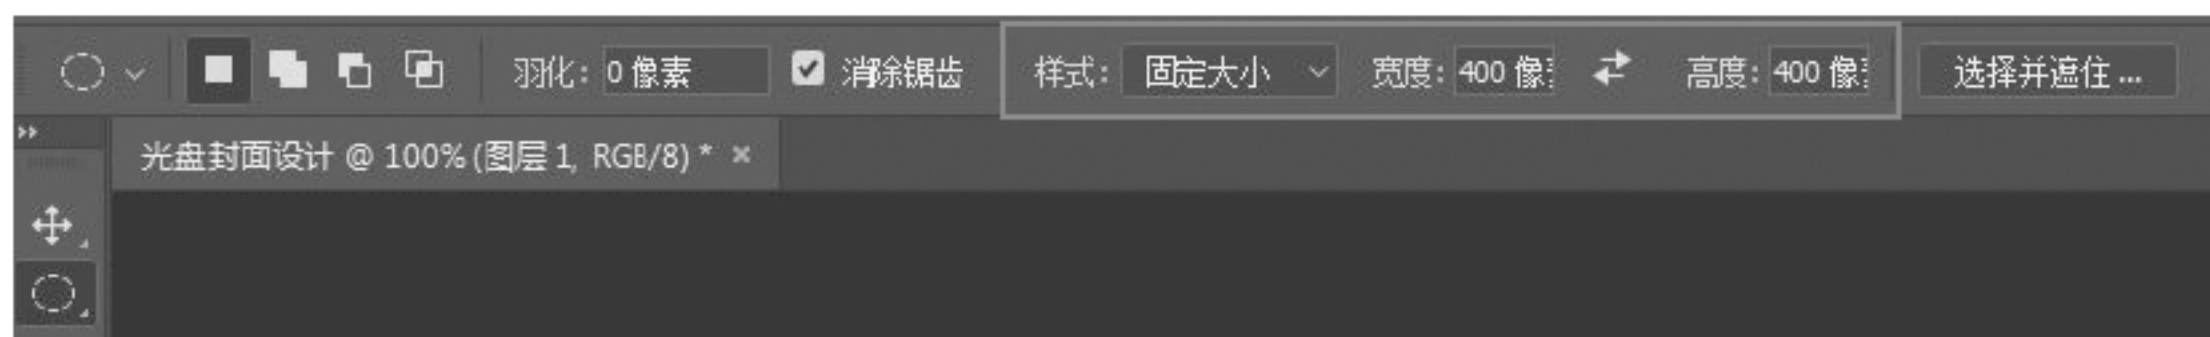 羽化: 0 像素 消除锯齿 样式: 固定大小 宽度: 400 像 高度: 400 像 选择并遮住 ...
光盘封面设计 @ 100% (图层 1, RGB/8) * ×